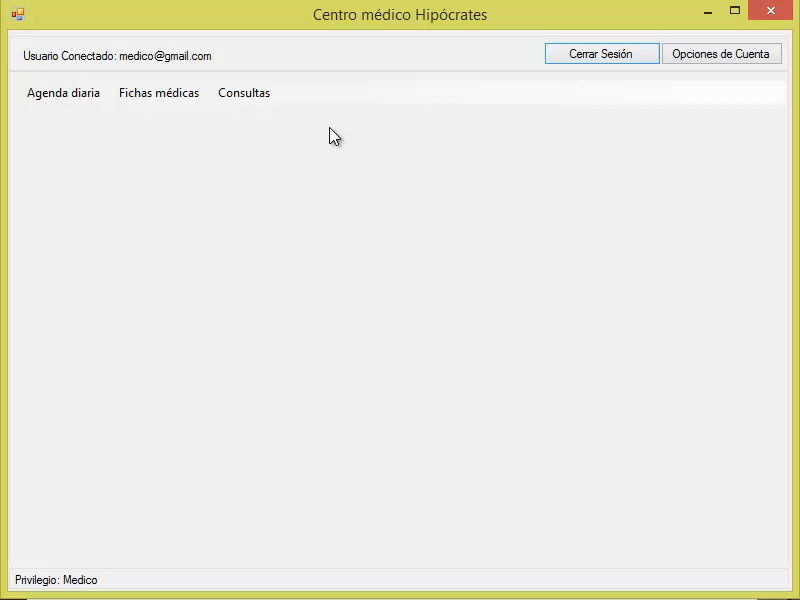 Centro médico Hipócrates
Usuario Conectado: medico@gmail.com
Cerrar Sesión
Opciones de Cuenta
Agenda diaria Fichas médicas Consultas
Privilegio: Medico